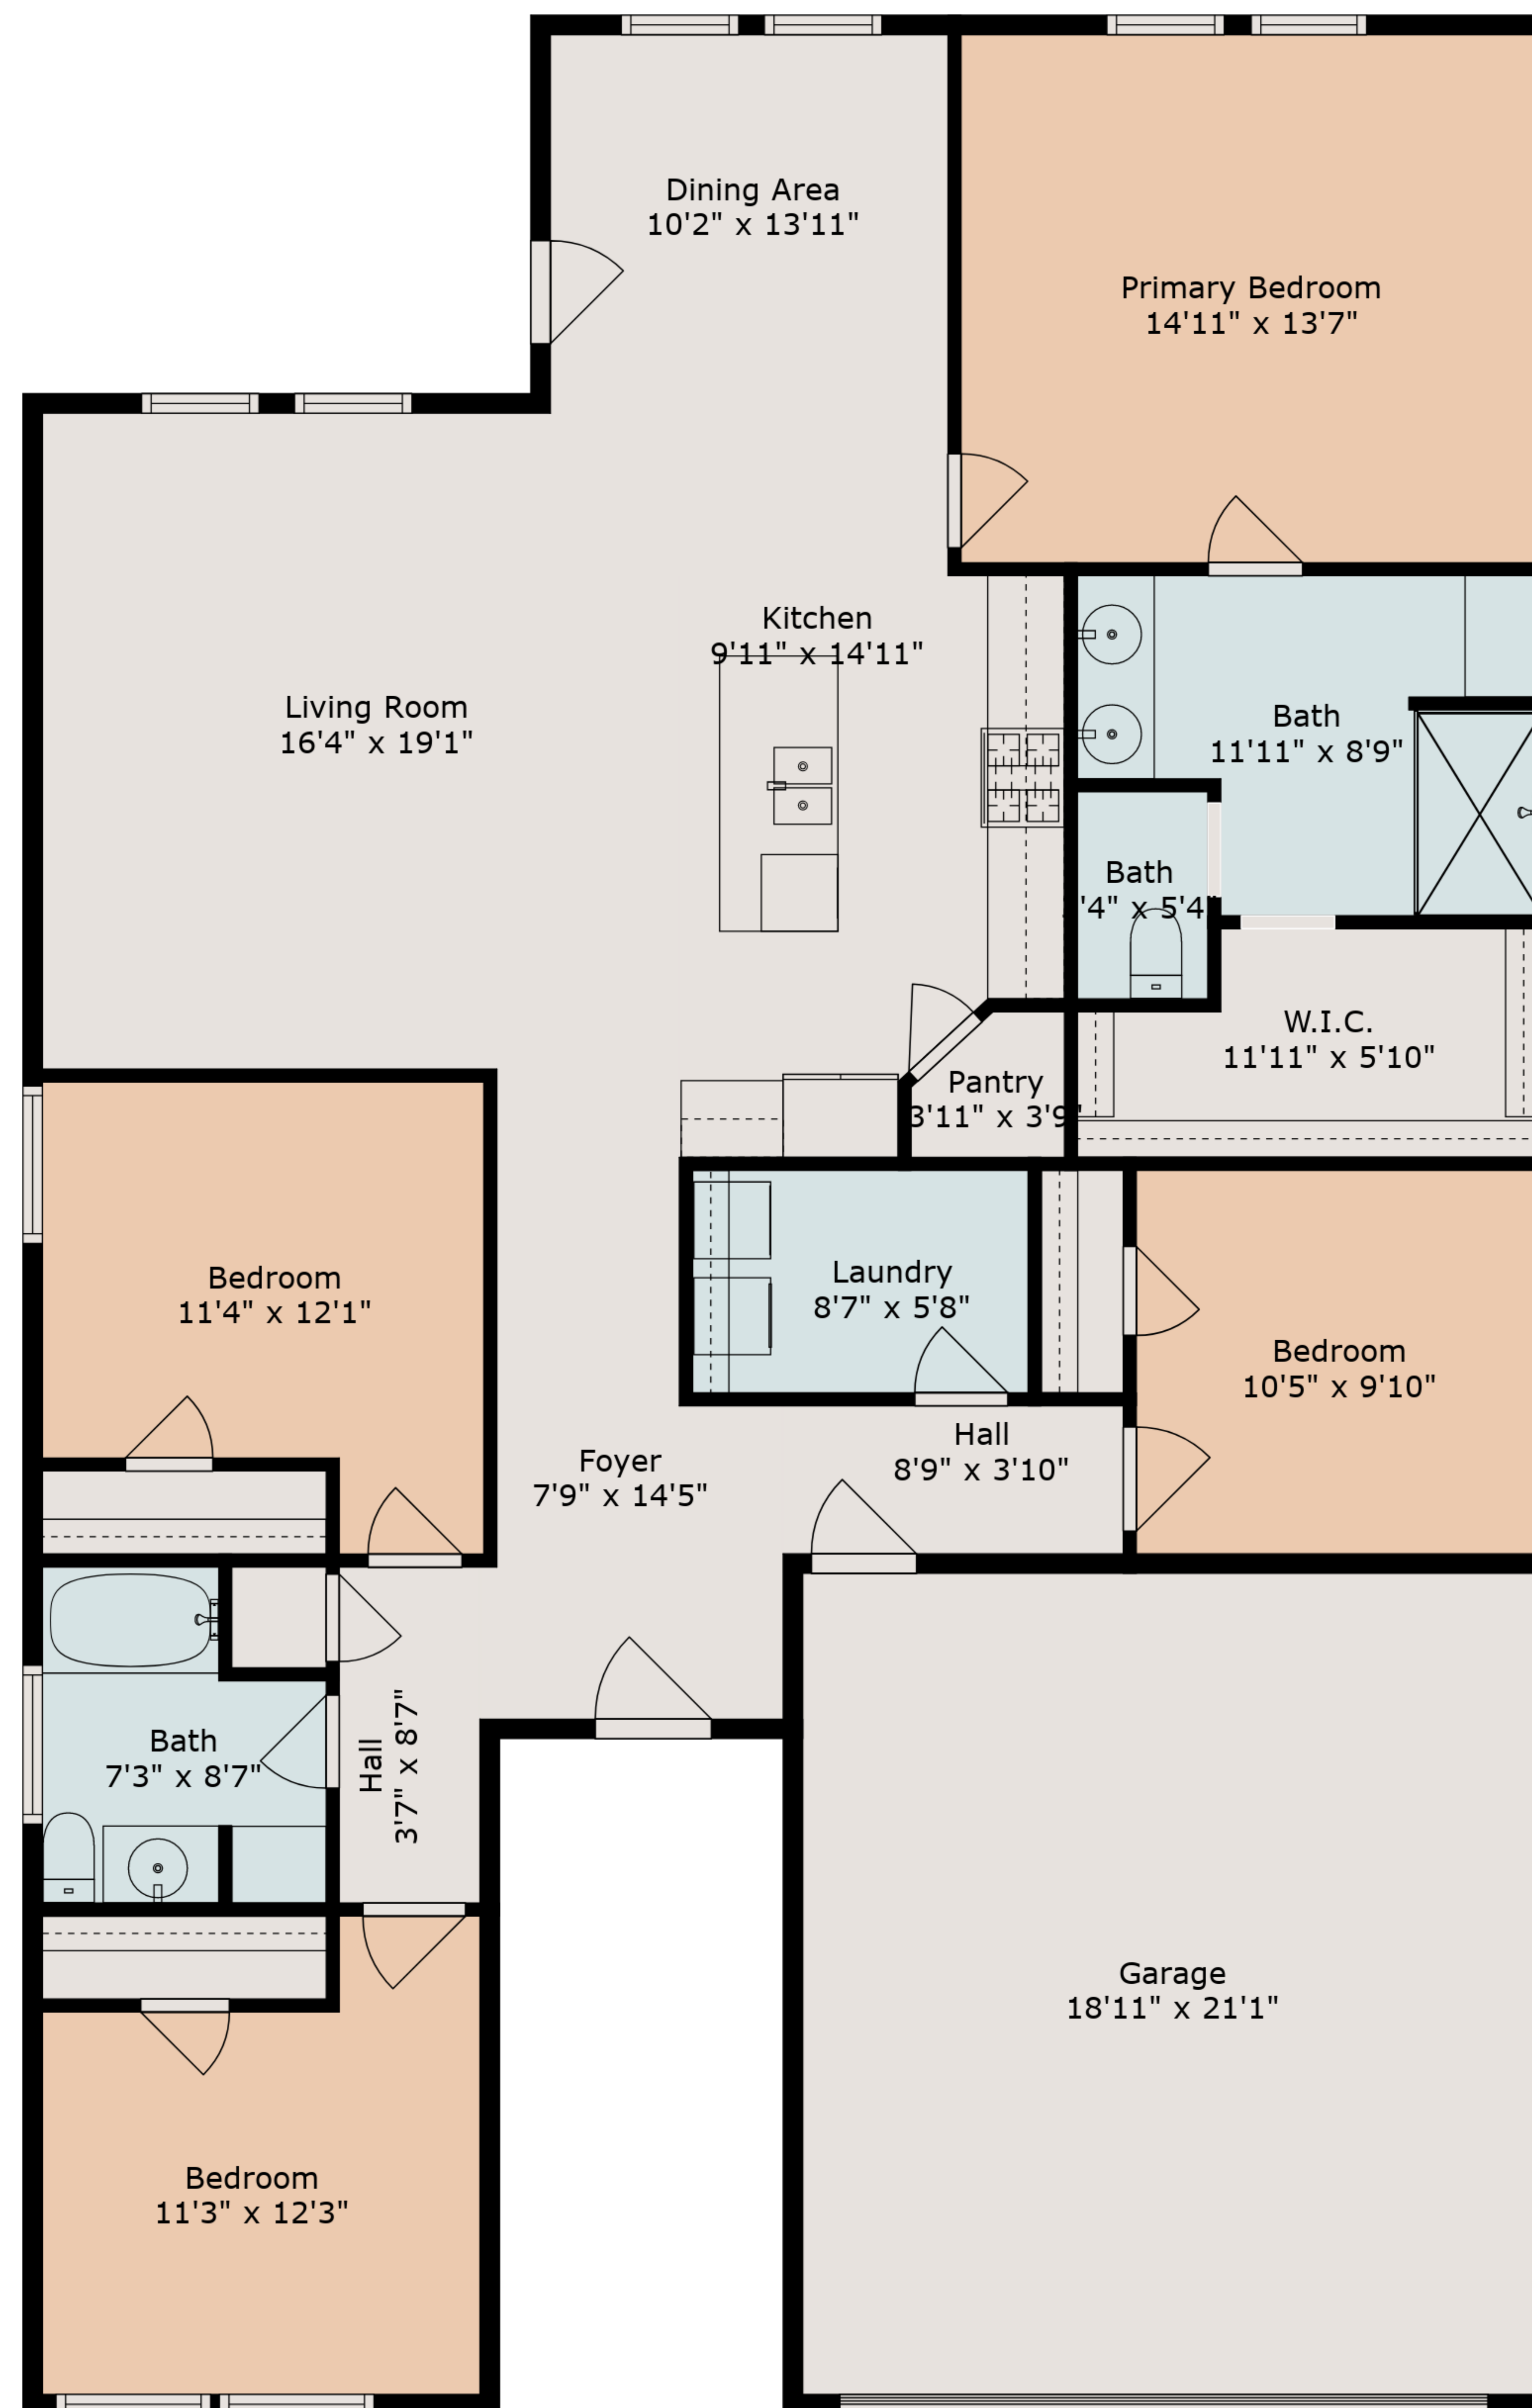 Dining Area
10'2" x 13'11"
Primary Bedroom
14'11" x 13'7"
Kitchen
9'11" x 14'11"
Living Room
16'4" x 19'1"
Bath
11'11" x 8'9"
Bath
'4" x 5'4"
W.I.C.
11'11" x 5'10"
Pantry
3'11" x 3'9"
Bedroom
11'4" x 12'1"
Laundry
8'7" x 5'8"
Bedroom
10'5" x 9'10"
Hall
8'9" x 3'10"
Foyer
7'9" x 14'5"
Bath
7'3" x 8'7"
Hall
3'7" x 8'7"
Garage
18'11" x 21'1"
Bedroom
11'3" x 12'3"